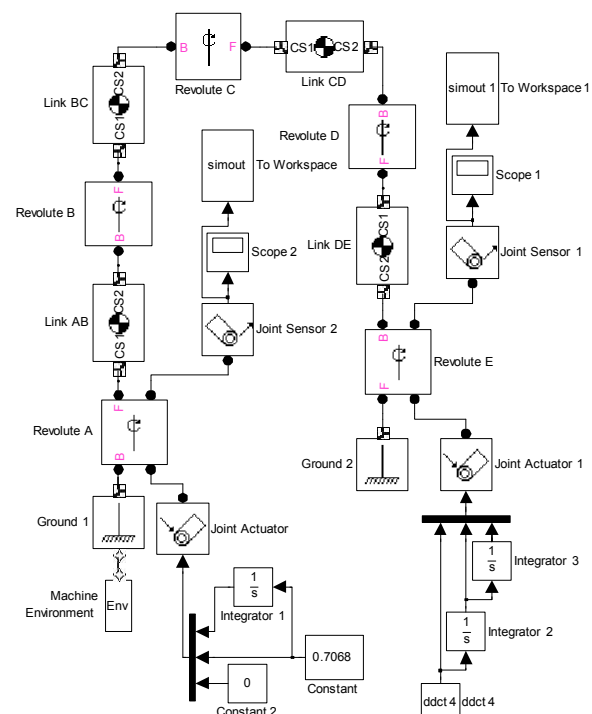 B
F
Revolute C
CS1
CS2
Link CD
CS2
CS1
Link BC
simout 1
To Workspace 1
B
F
Revolute D
simout
To Workspace
Scope 1
F
B
Revolute B
CS1
CS2
Link DE
Scope 2
Joint Sensor 1
CS2
CS1
Link AB
Joint Sensor 2
B
F
Revolute E
F
B
Revolute A
Ground 2
Joint Actuator 1
Ground 1
Joint Actuator
1
s
Integrator 3
Machine
Environment
Env
1
s
Integrator 1
1
s
Integrator 2
0.7068
Constant
0
Constant 2
ddct 4
ddct 4